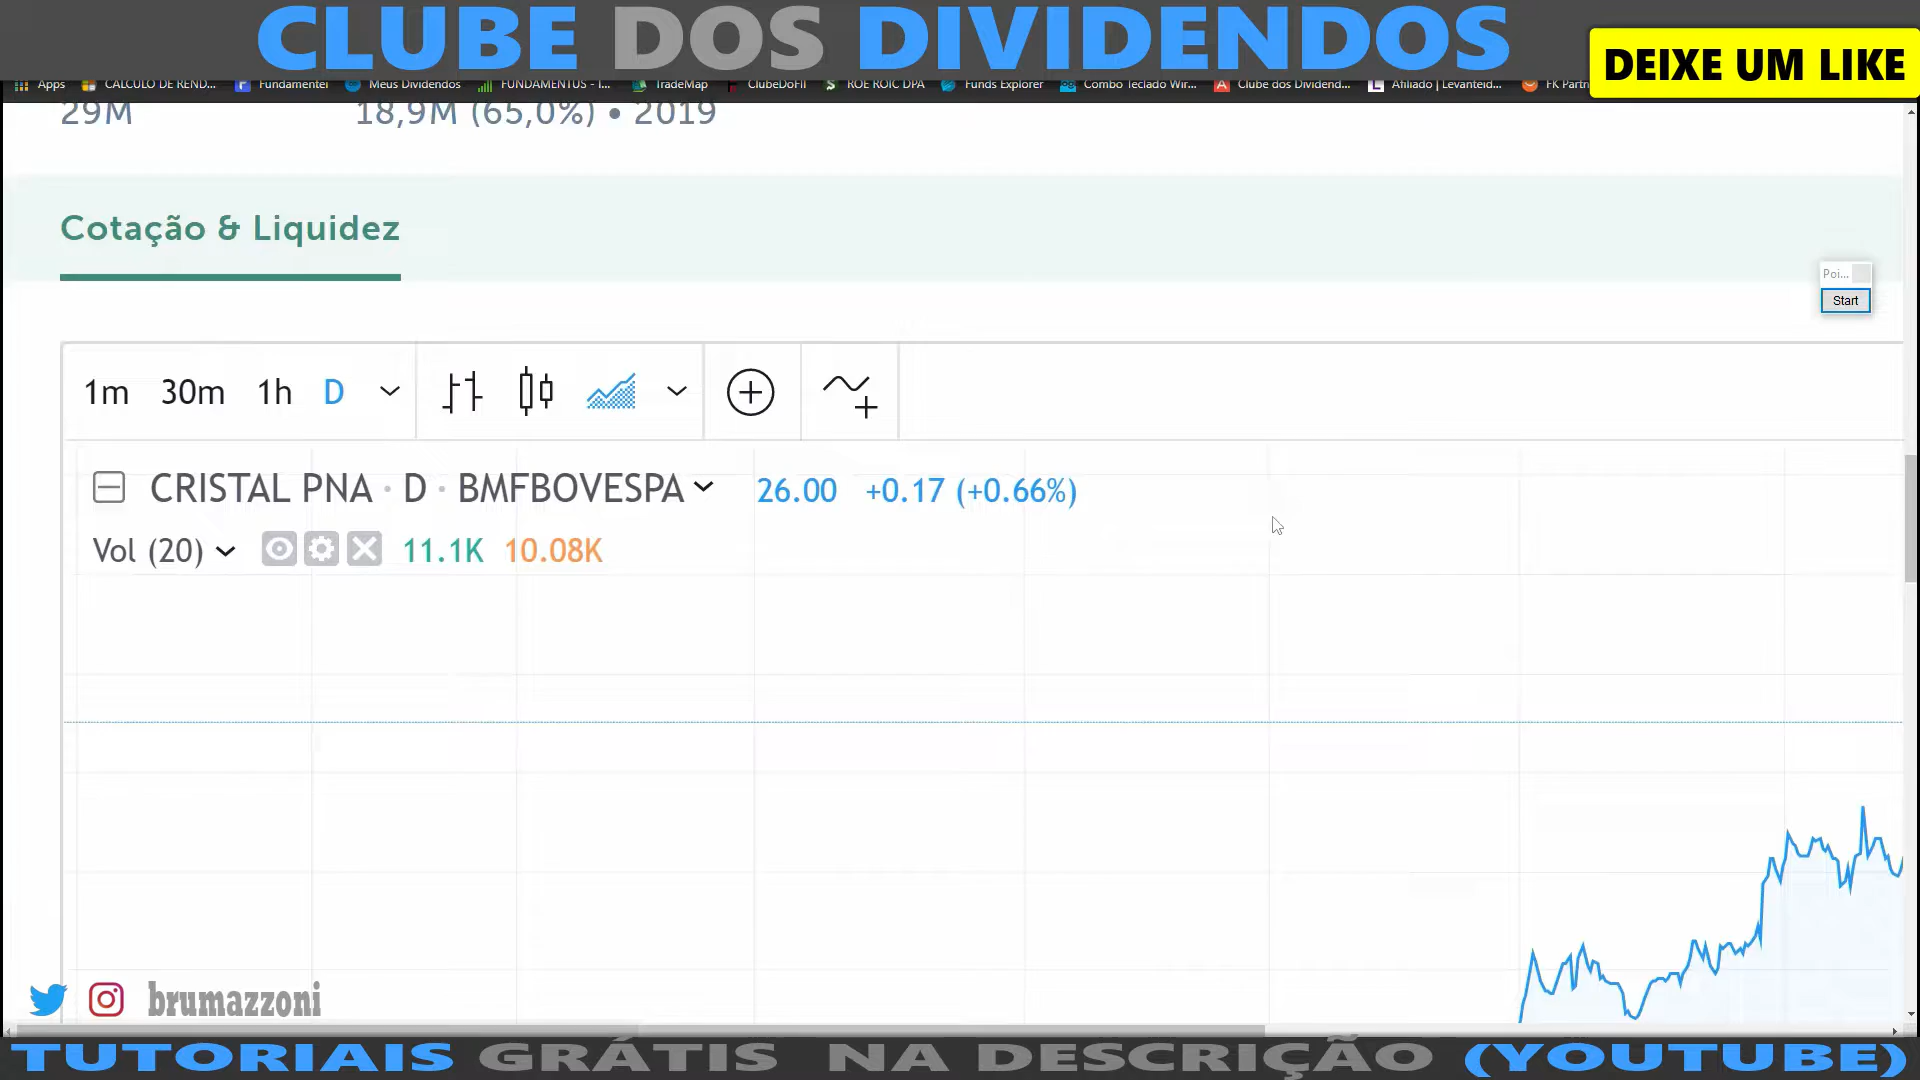 CLUBE DOS DIVIDENDOS
DEIXE UM LIKE
Apps CALCULO DE REND... Fundamentei Meus Dividendos FUNDAMENTUS - I... TradeMap ClubeDoFII ROE ROIC DPA Funds Explorer Combo Teclado Wir... Clube dos Dividend... Afiliado | Levanteid... FK Partn
29M 18,9M (65,0%) • 2019
Cotação & Liquidez
Poi...
Start
1m 30m 1h D
CRISTAL PNA · D · BMFBOVESPA 26.00 +0.17 (+0.66%)
Vol (20) 11.1K 10.08K
brumazzoni
TUTORIAIS GRÁTIS NA DESCRIÇÃO (YOUTUBE)